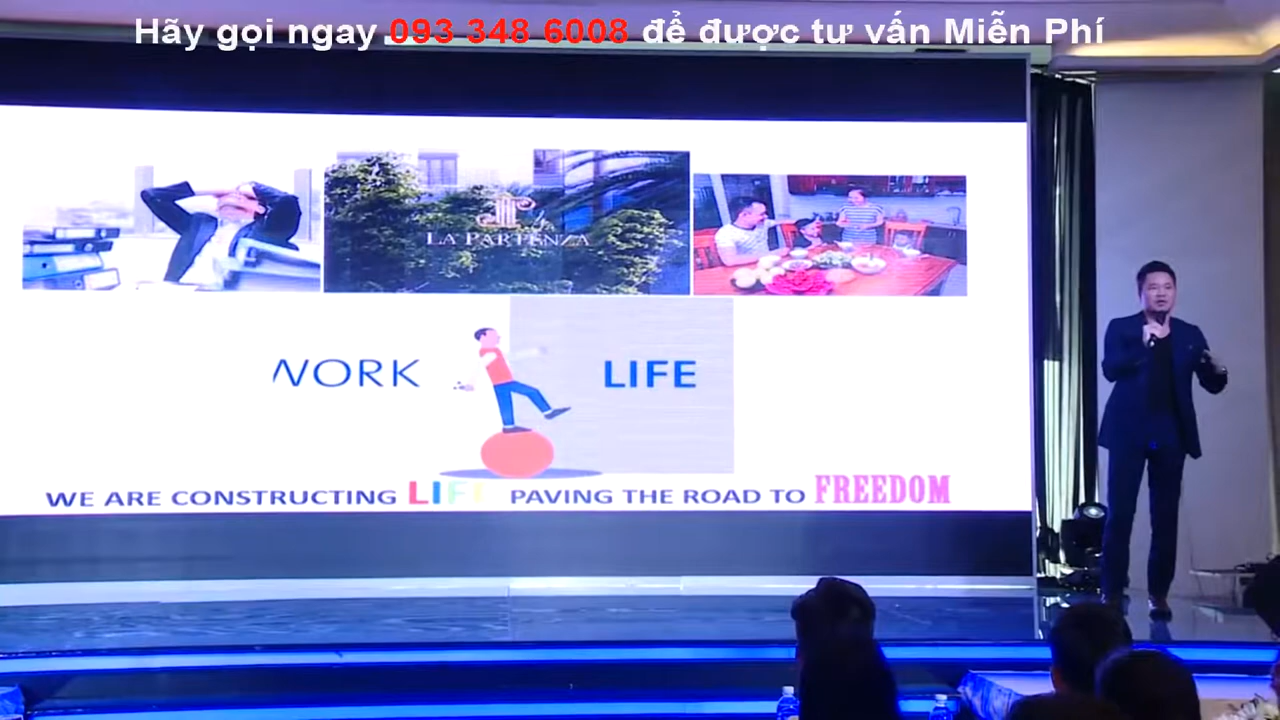 Hãy gọi ngay 093 348 6008 để được tư vấn Miễn Phí
LA PARTENZA
WORK
LIFE
WE ARE CONSTRUCTING LIFE PAVING THE ROAD TO FREEDOM